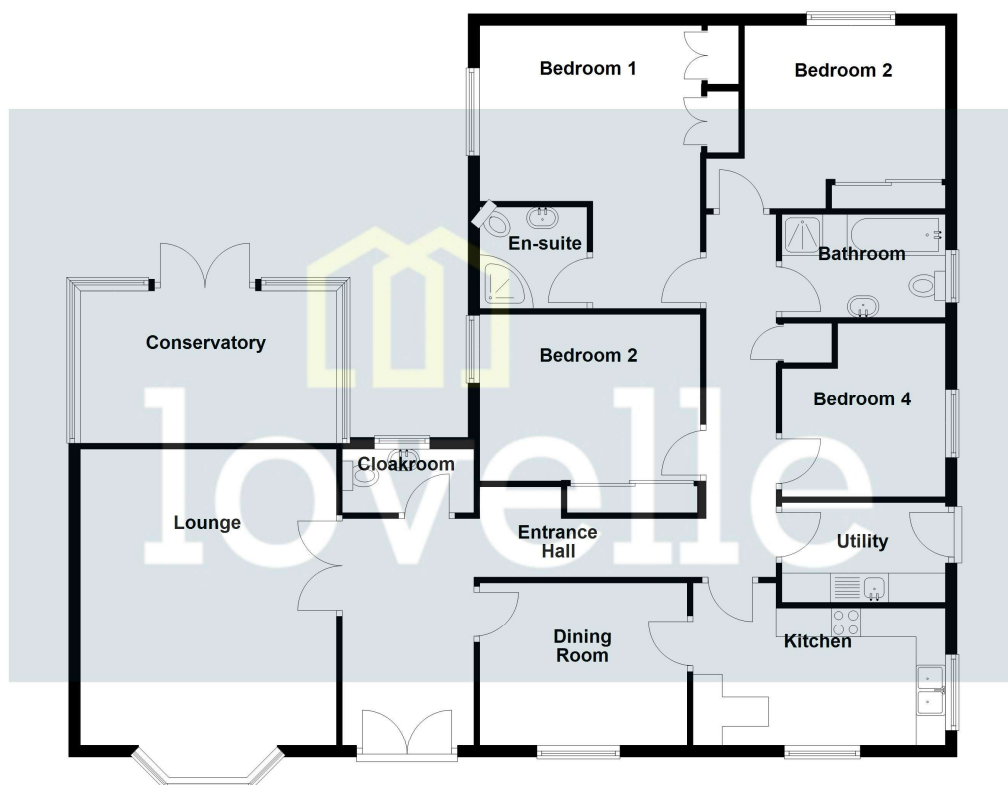 Bedroom 1
Bedroom 2
En-suite
Bathroom
Conservatory
Bedroom 2
Bedroom 4
Cloakroom
lovelle
Lounge
Entrance
Hall
Utility
Dining
Room
Kitchen